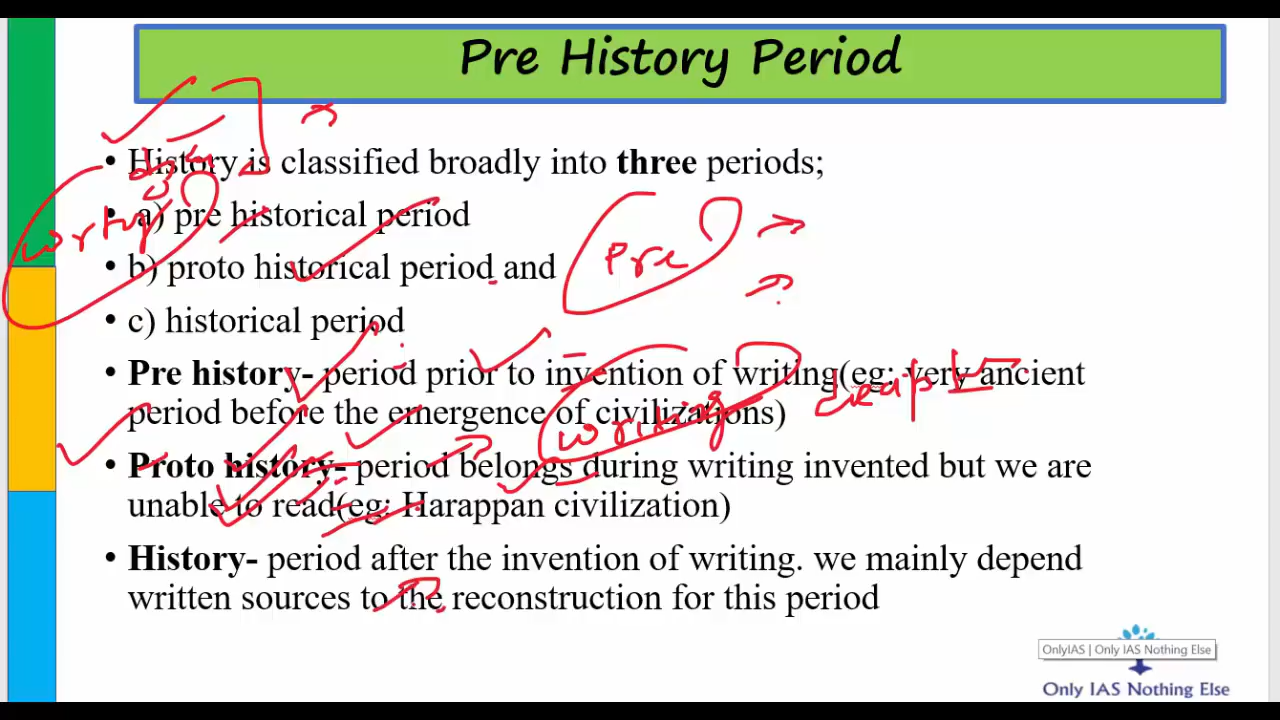 Pre History Period
• History is classified broadly into three periods;
• a) pre historical period
• b) proto historical period and
• c) historical period
• Pre history- period prior to invention of writing(eg: very ancient
period before the emergence of civilizations)
• Proto history- period belongs during writing invented but we are
unable to read(eg: Harappan civilization)
• History- period after the invention of writing. we mainly depend
written sources to the reconstruction for this period
Pre
writing
OnlyIAS | Only IAS Nothing Else
Only IAS Nothing Else